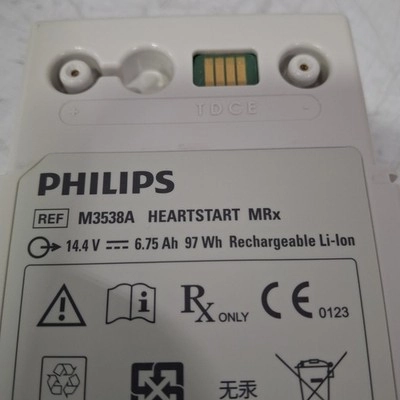 + TDCE −
PHILIPS
REF M3538A HEARTSTART MRx
14.4 V ⎓ 6.75 Ah 97 Wh Rechargeable Li-Ion
Rx ONLY CE 0123
无汞